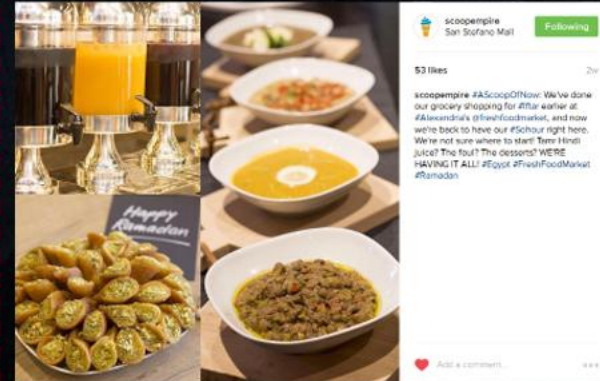 Happy
Ramadan
scoopempire
San Stefano Mall
Following
53 likes
2w
scoopempire #AScoopOfNow: We've done
our grocery shopping for #Iftar earlier at
#Alexandria's @freshfoodmarket, and now
we're back to have our #Sohour right here.
We're not sure where to start! Tamr Hindi
juice? The foul? The desserts? WE'RE
HAVING IT ALL! #Egypt #FreshFoodMarket
#Ramadan
Add a comment...